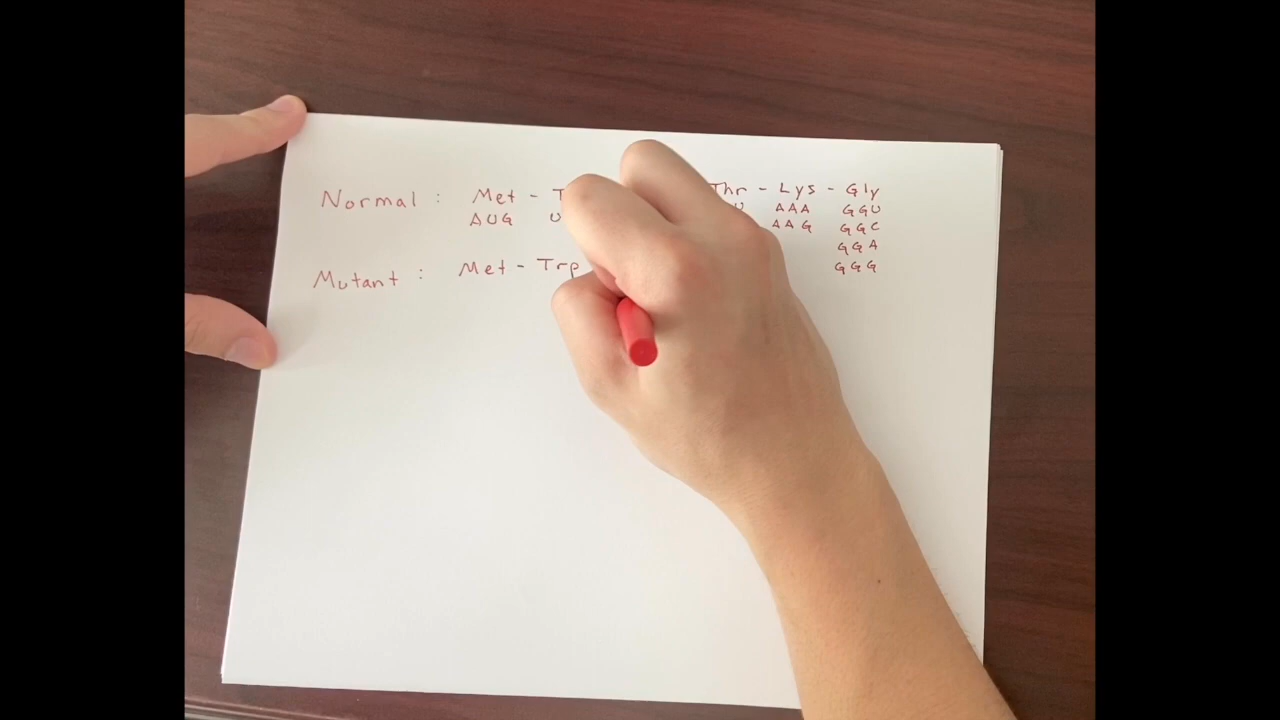 Normal : Met - Thr - Lys - Gly
AUG AAA GGU
AAG GGC
GGA
Mutant : Met - Trp GGG